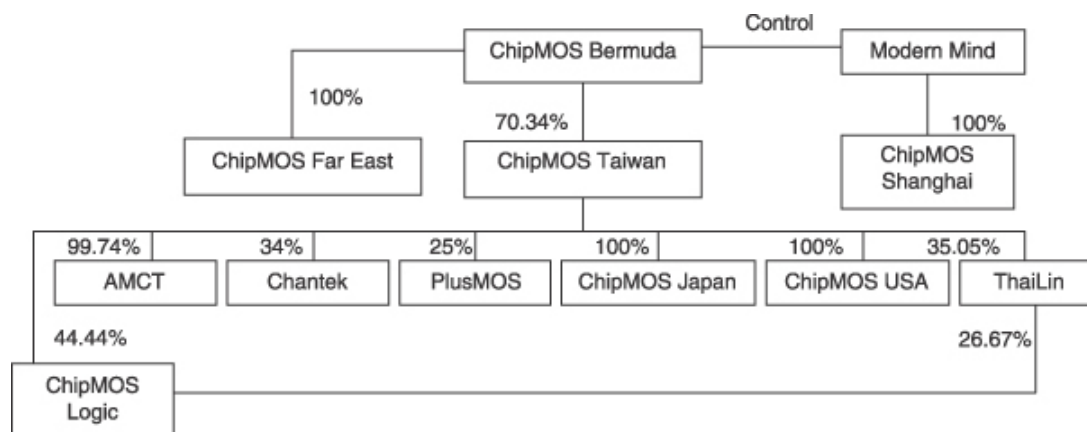 Control
ChipMOS Bermuda
Modern Mind
100%
70.34%
100%
ChipMOS Far East
ChipMOS Taiwan
ChipMOS
Shanghai
99.74%
34%
25%
100%
100%
35.05%
AMCT
Chantek
PlusMOS
ChipMOS Japan
ChipMOS USA
ThaiLin
44.44%
26.67%
ChipMOS
Logic